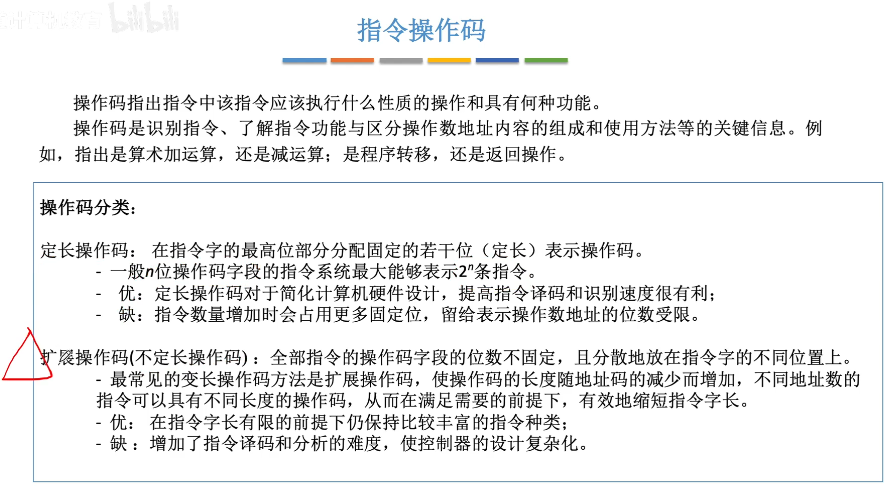 bilibili
指令操作码
操作码指出指令中该指令应该执行什么性质的操作和具有何种功能。
操作码是识别指令、了解指令功能与区分操作数地址内容的组成和使用方法等的关键信息。例
如，指出是算术加运算，还是减运算；是程序转移，还是返回操作。
操作码分类：
定长操作码： 在指令字的最高位部分分配固定的若干位（定长）表示操作码。
- 一般n位操作码字段的指令系统最大能够表示2ⁿ条指令。
- 优：定长操作码对于简化计算机硬件设计，提高指令译码和识别速度很有利；
- 缺：指令数量增加时会占用更多固定位，留给表示操作数地址的位数受限。
扩展操作码(不定长操作码)：全部指令的操作码字段的位数不固定，且分散地放在指令字的不同位置上。
- 最常见的变长操作码方法是扩展操作码，使操作码的长度随地址码的减少而增加，不同地址数的
指令可以具有不同长度的操作码，从而在满足需要的前提下，有效地缩短指令字长。
- 优： 在指令字长有限的前提下仍保持比较丰富的指令种类；
- 缺 ：增加了指令译码和分析的难度，使控制器的设计复杂化。